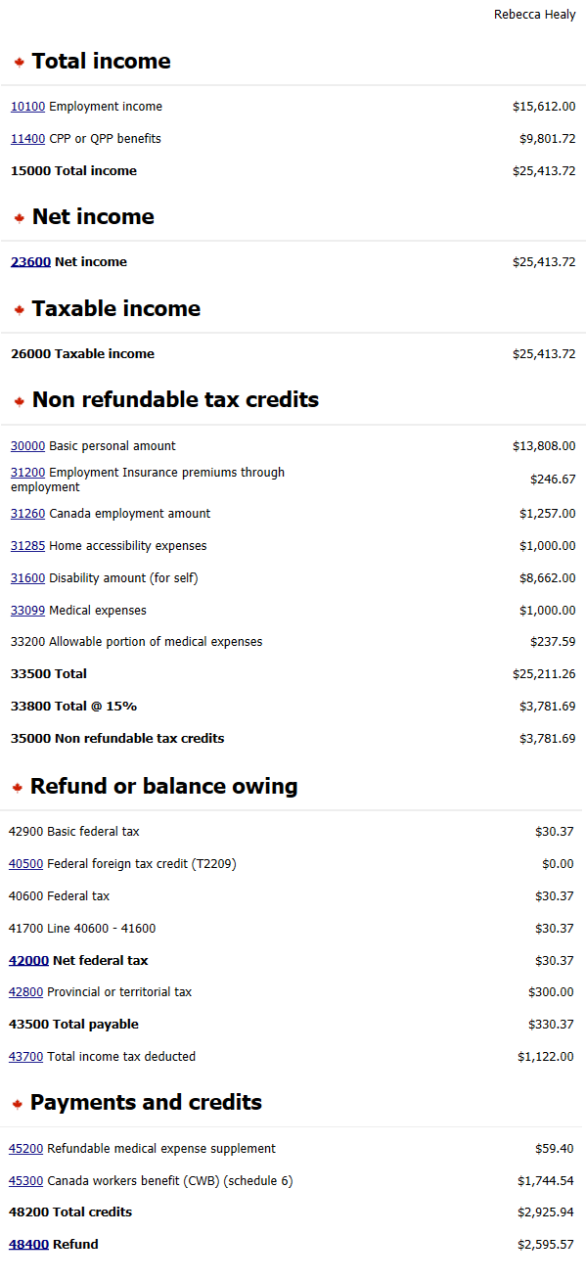 Rebecca Healy
Total income
10100 Employment income $15,612.00
11400 CPP or QPP benefits $9,801.72
15000 Total income $25,413.72
Net income
23600 Net income $25,413.72
Taxable income
26000 Taxable income $25,413.72
Non refundable tax credits
30000 Basic personal amount $13,808.00
31200 Employment Insurance premiums through
employment $246.67
31260 Canada employment amount $1,257.00
31285 Home accessibility expenses $1,000.00
31600 Disability amount (for self) $8,662.00
33099 Medical expenses $1,000.00
33200 Allowable portion of medical expenses $237.59
33500 Total $25,211.26
33800 Total @ 15% $3,781.69
35000 Non refundable tax credits $3,781.69
Refund or balance owing
42900 Basic federal tax $30.37
40500 Federal foreign tax credit (T2209) $0.00
40600 Federal tax $30.37
41700 Line 40600 - 41600 $30.37
42000 Net federal tax $30.37
42800 Provincial or territorial tax $300.00
43500 Total payable $330.37
43700 Total income tax deducted $1,122.00
Payments and credits
45200 Refundable medical expense supplement $59.40
45300 Canada workers benefit (CWB) (schedule 6) $1,744.54
48200 Total credits $2,925.94
48400 Refund $2,595.57